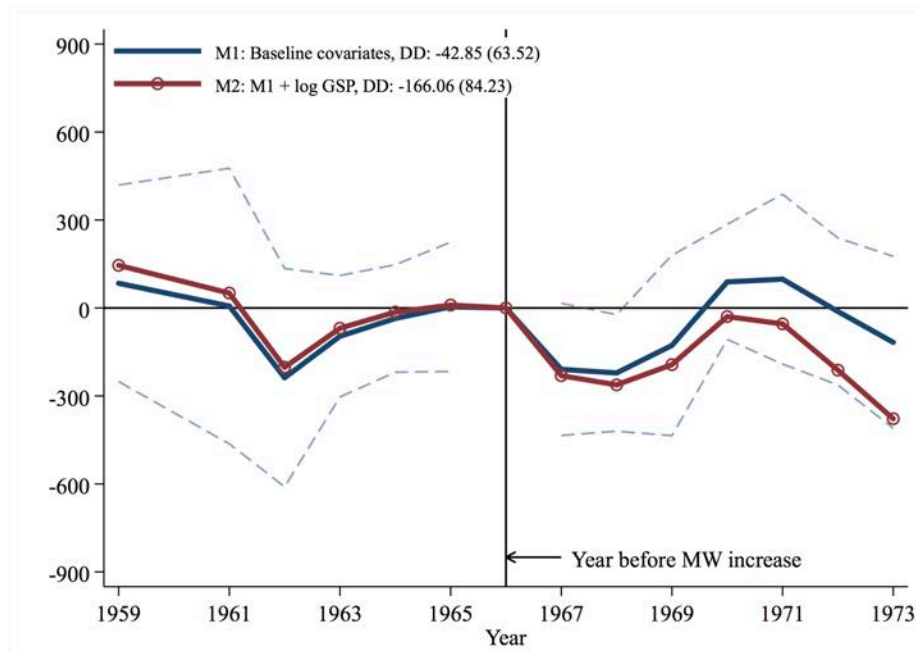 900
M1: Baseline covariates, DD: -42.85 (63.52)
M2: M1 + log GSP, DD: -166.06 (84.23)
600
300
0
-300
-600
-900
Year before MW increase
1959 1961 1963 1965 1967 1969 1971 1973
Year